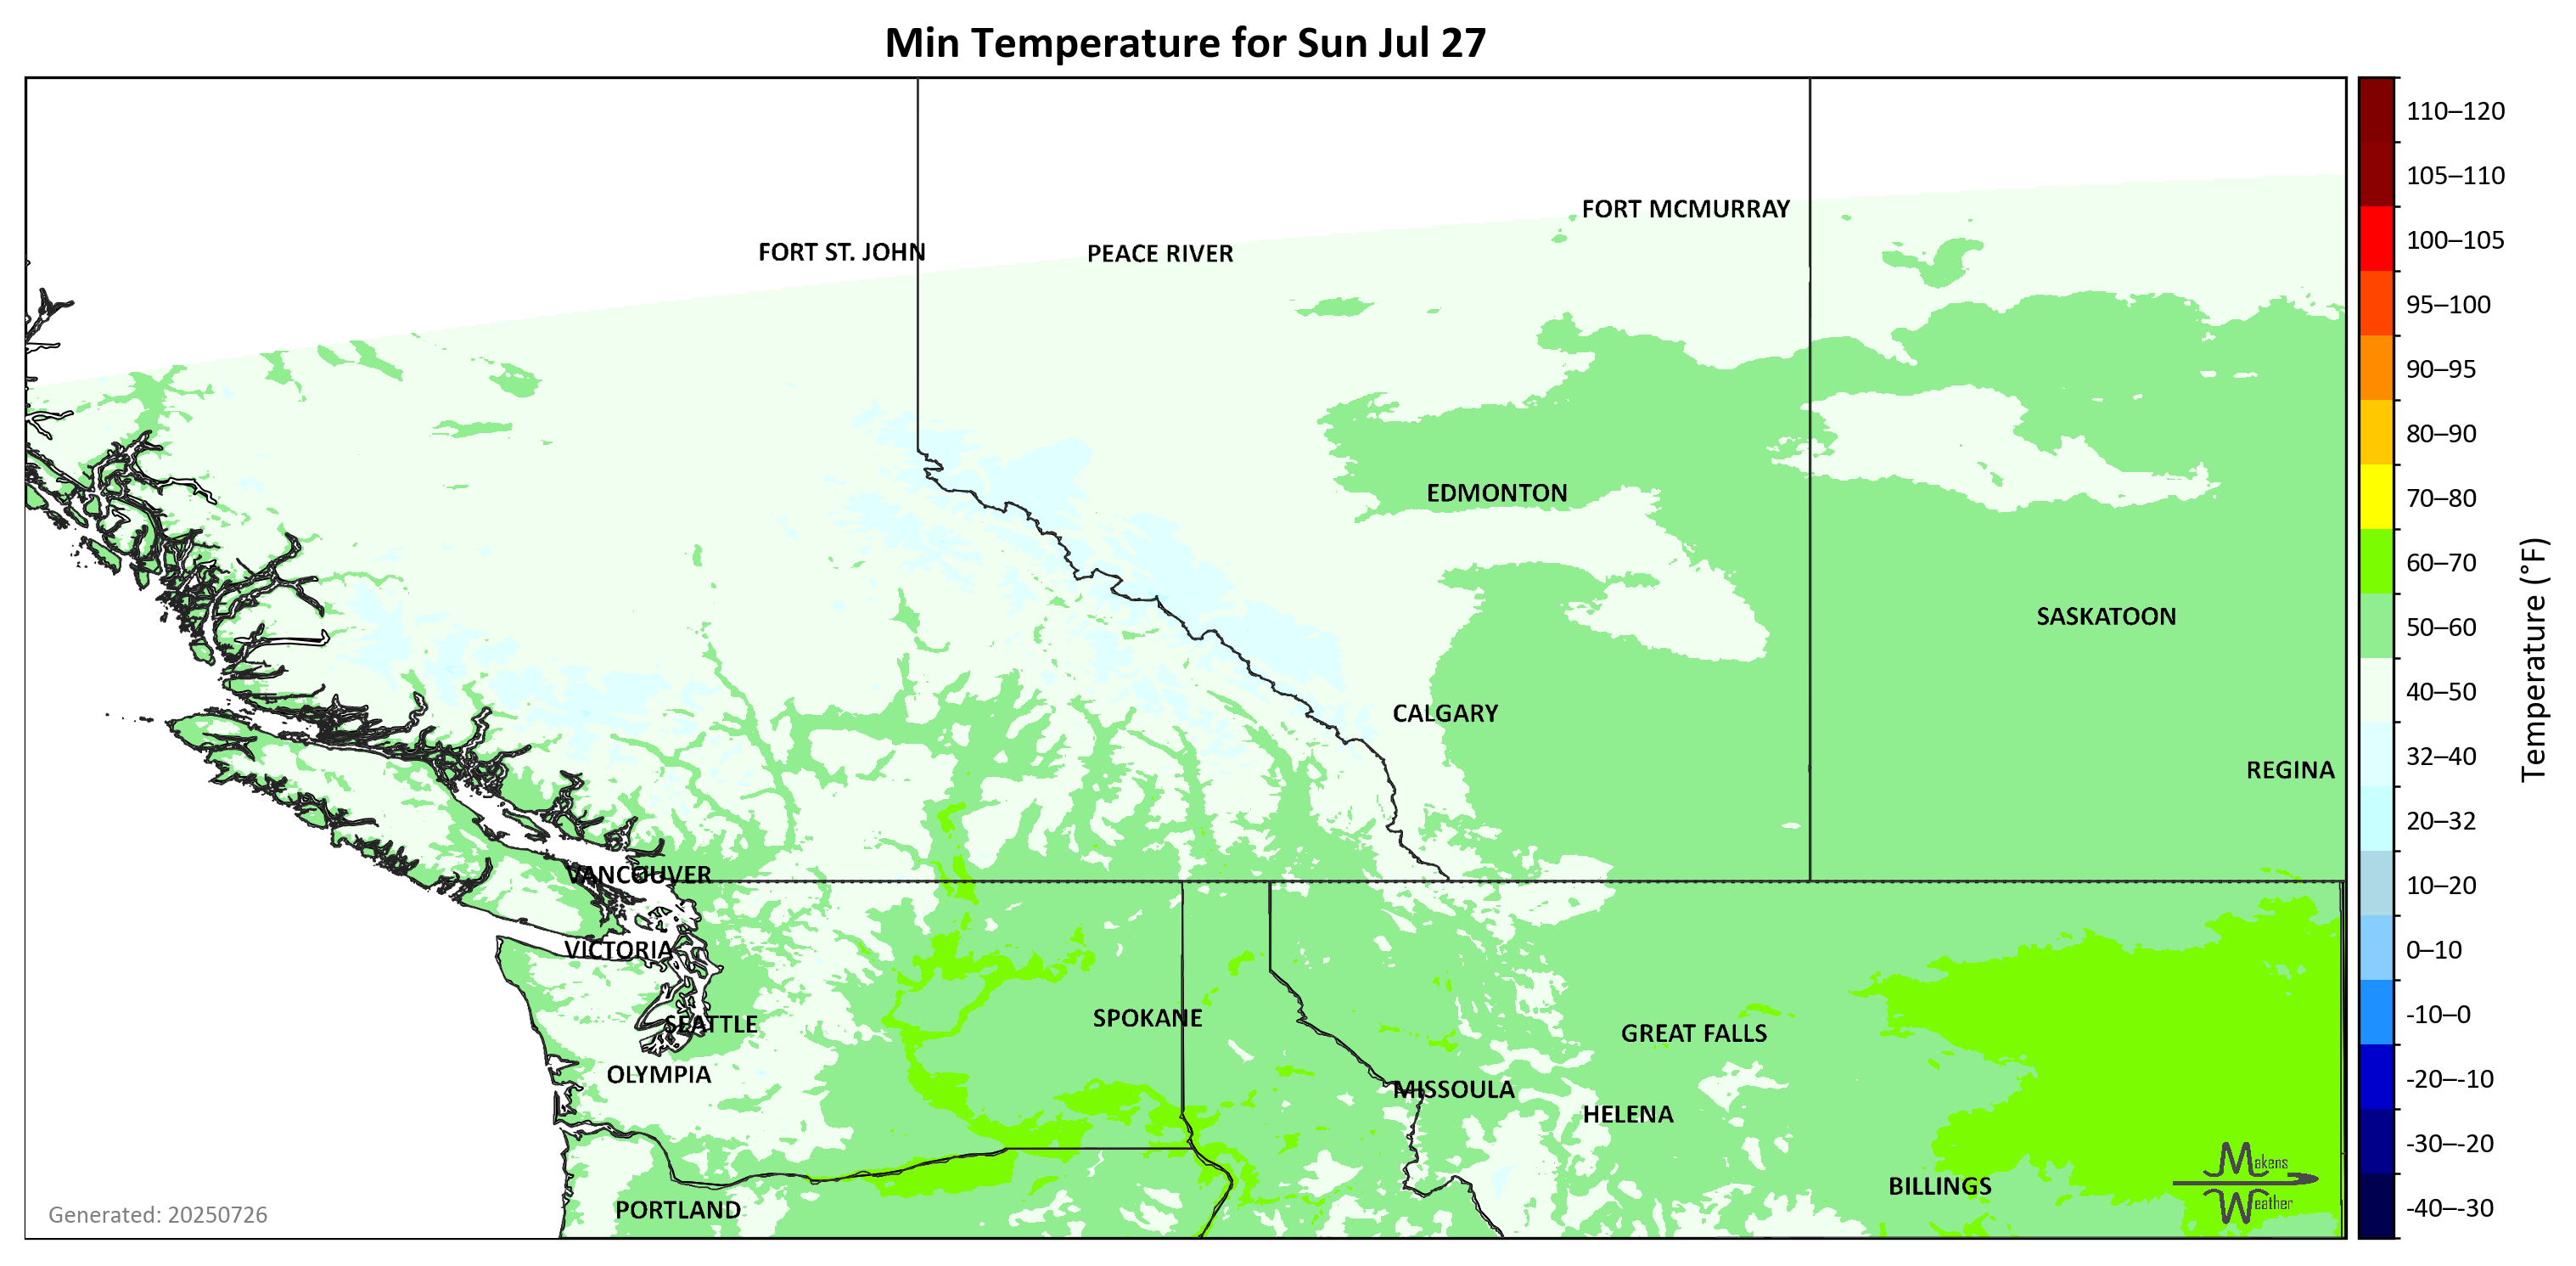 Min Temperature for Sun Jul 27
110–120
105–110
FORT MCMURRAY
100–105
FORT ST. JOHN
PEACE RIVER
95–100
90–95
80–90
EDMONTON
70–80
60–70
SASKATOON
50–60
Temperature (°F)
40–50
CALGARY
32–40
REGINA
20–32
VANCOUVER
10–20
VICTORIA
0–10
SPOKANE
-10–0
SEATTLE
GREAT FALLS
OLYMPIA
-20–-10
MISSOULA
HELENA
-30–-20
Makens
Weather
BILLINGS
PORTLAND
-40–-30
Generated: 20250726